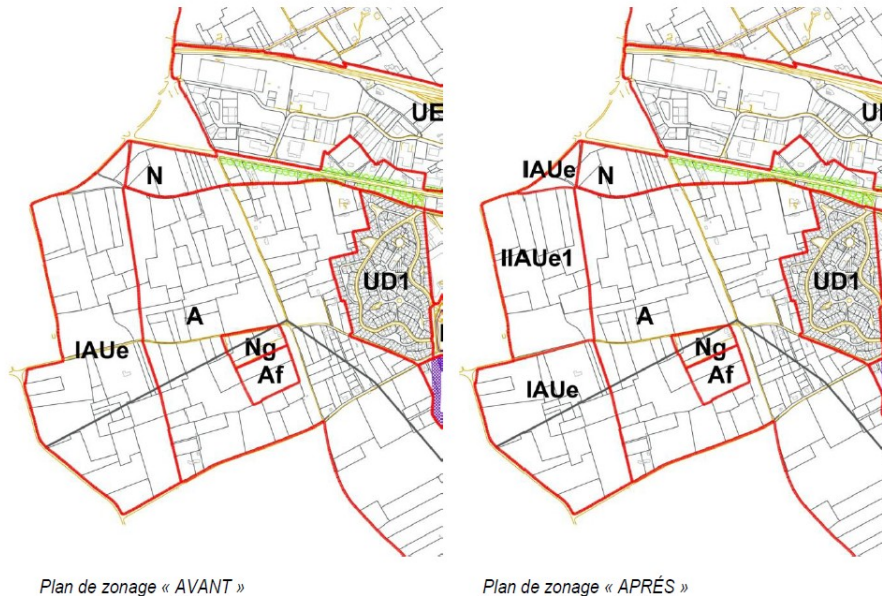 UE
N
UD1
A
Ng
IAUe
Af
Plan de zonage « AVANT »
UE
IAUe
N
IIAUe1
UD1
A
Ng
Af
IAUe
Plan de zonage « APRÉS »